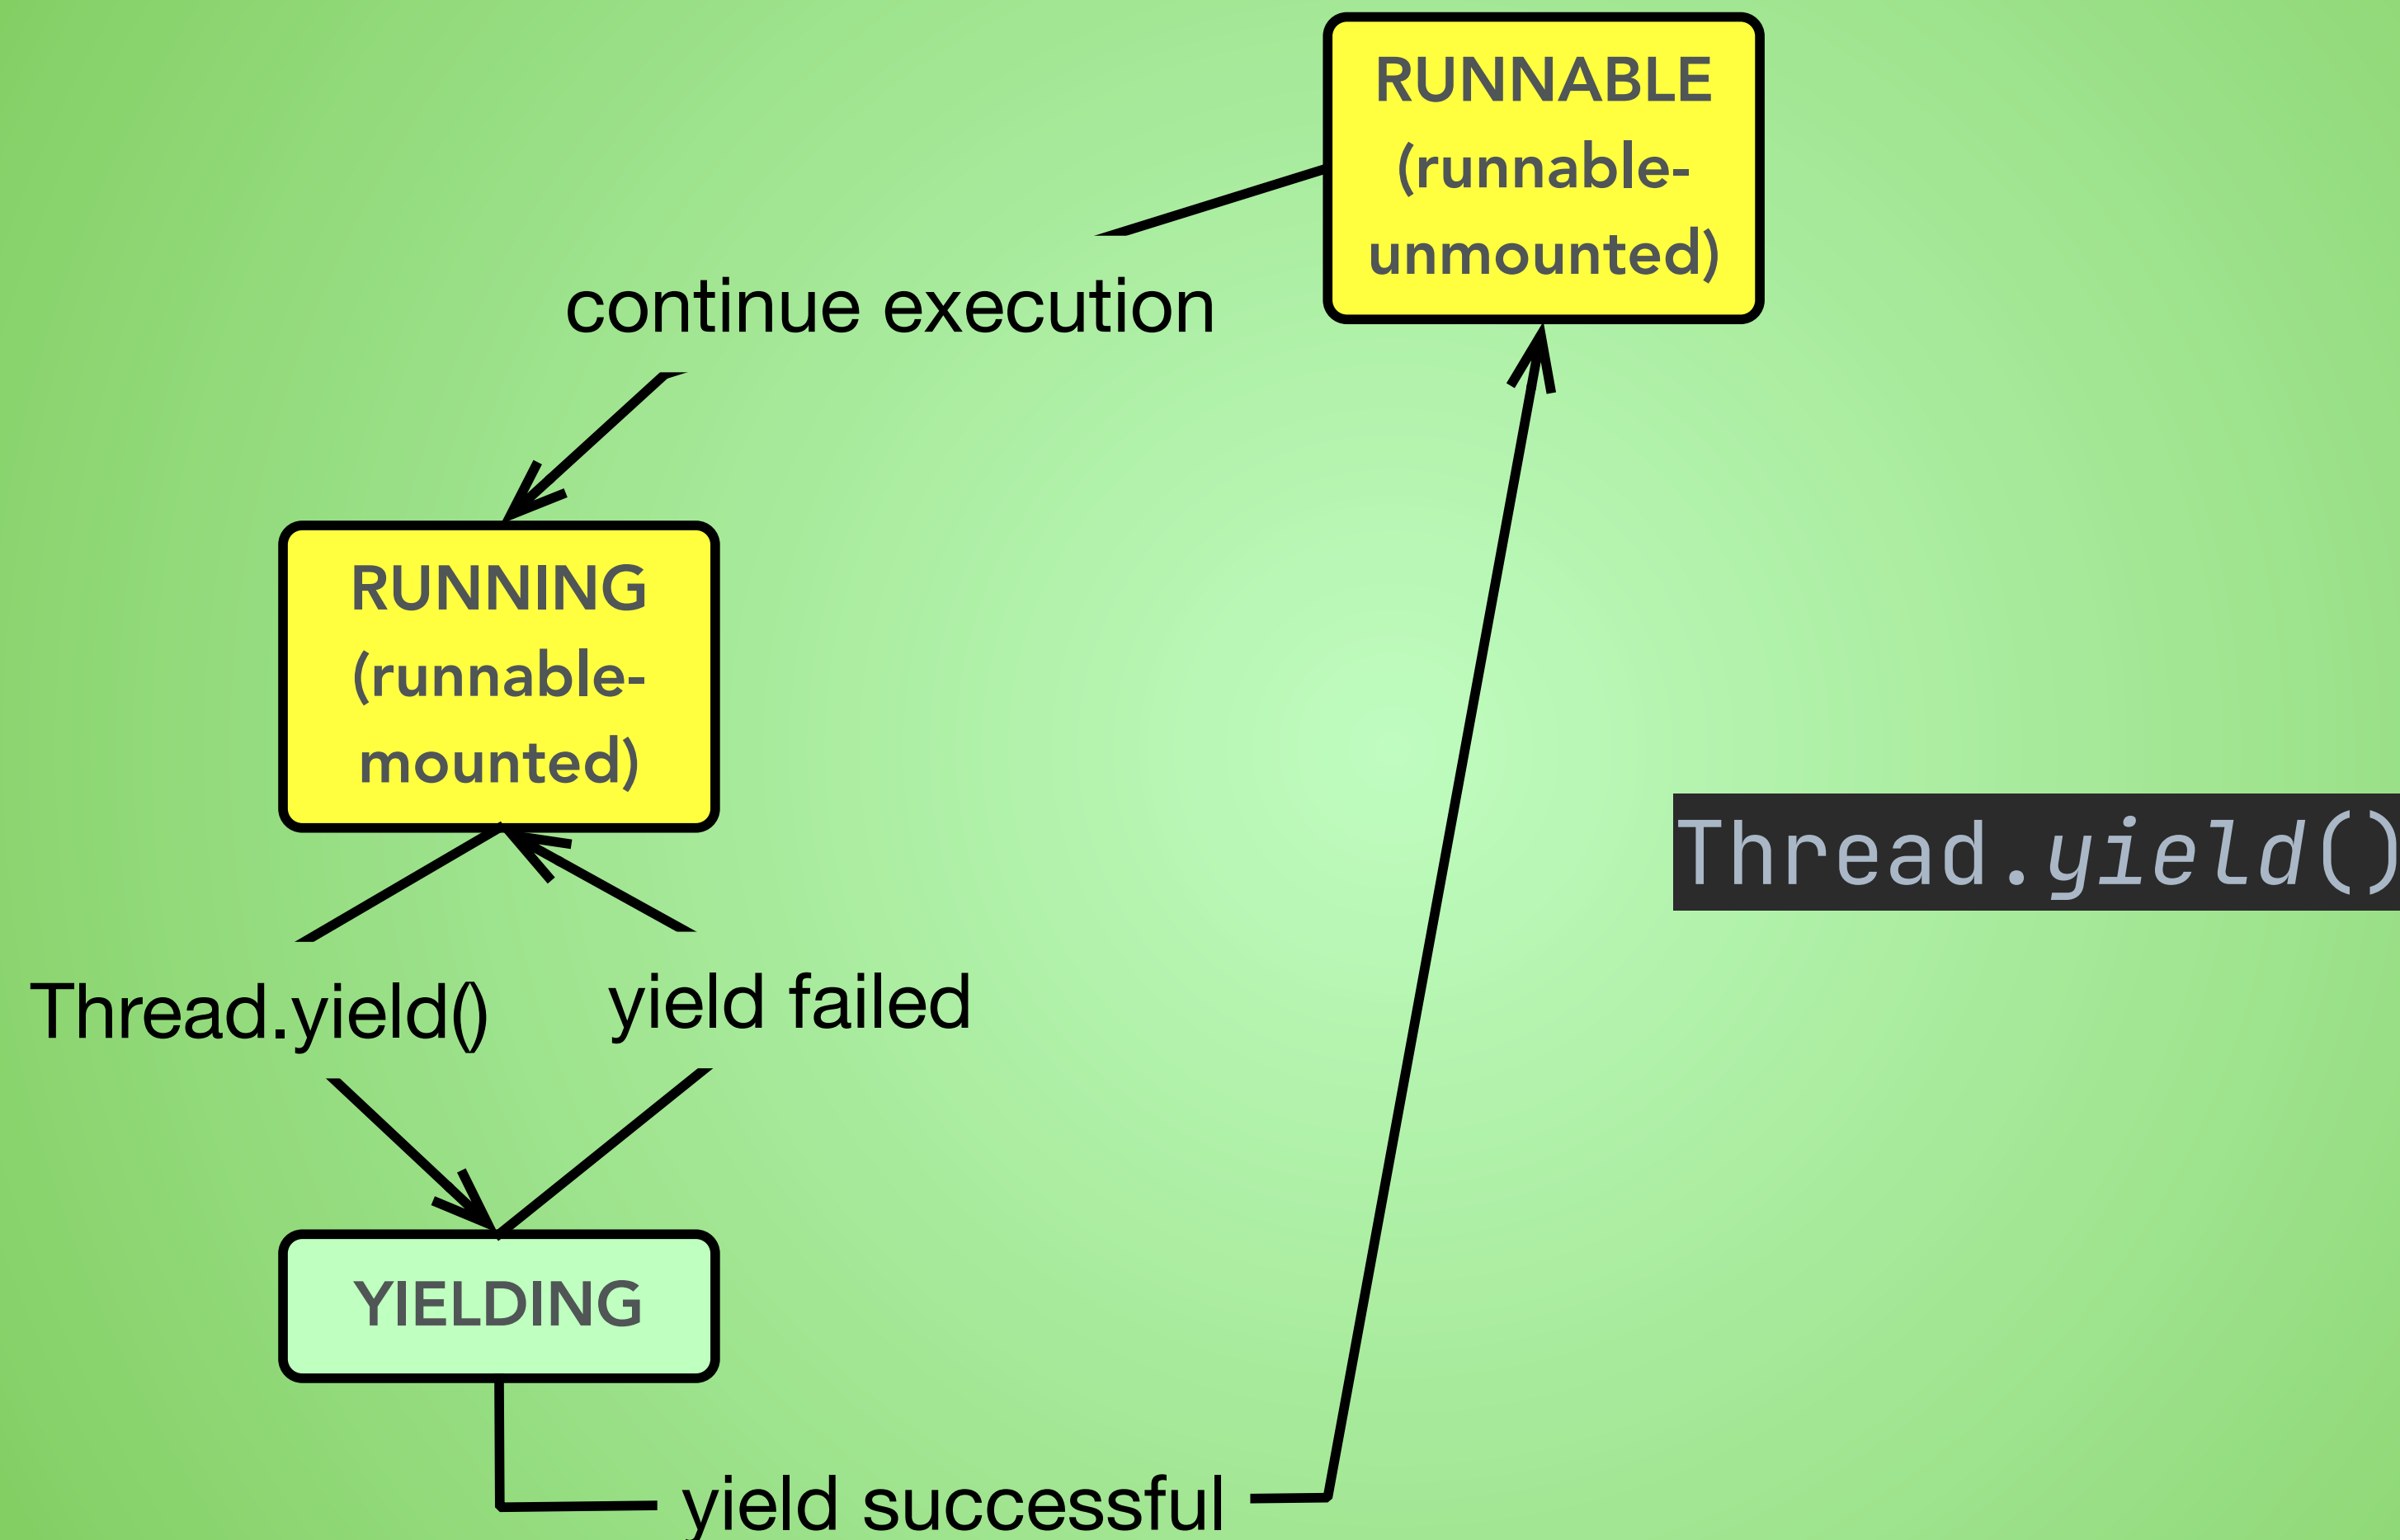 RUNNABLE
(runnable-
unmounted)
continue execution
RUNNING
(runnable-
mounted)
Thread.yield()
Thread.yield()
yield failed
YIELDING
yield successful